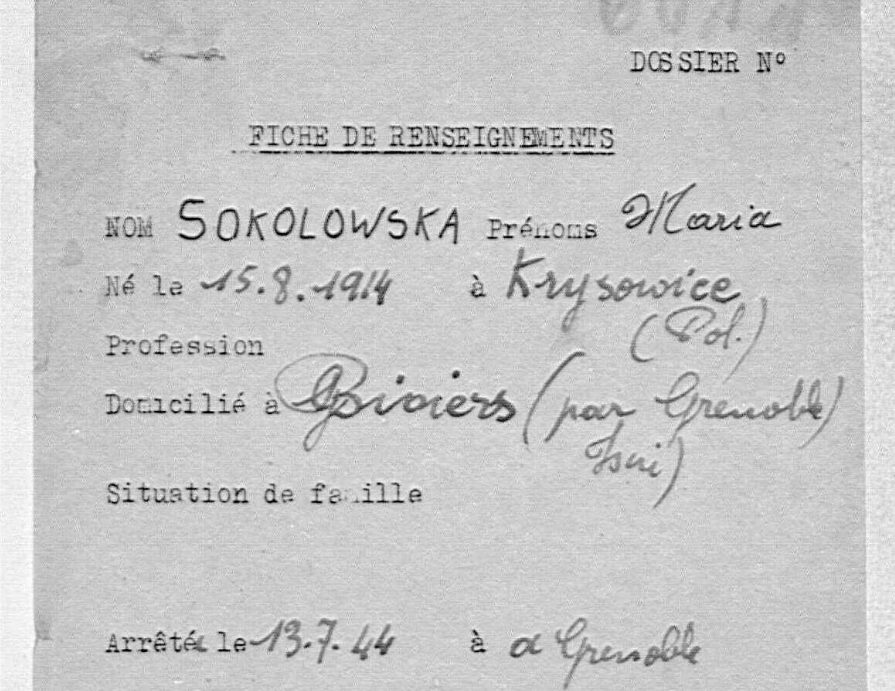 DOSSIER N°
FICHE DE RENSEIGNEMENTS
NOM SOKOLOWSKA Prénoms Maria
Né le 15.8.1914 à Krysowice
(Pol.)
Profession
Domicilié à Biviers (par Grenoble)
Situation de famille
Arrêtée le 13.7.44 à a Grenoble